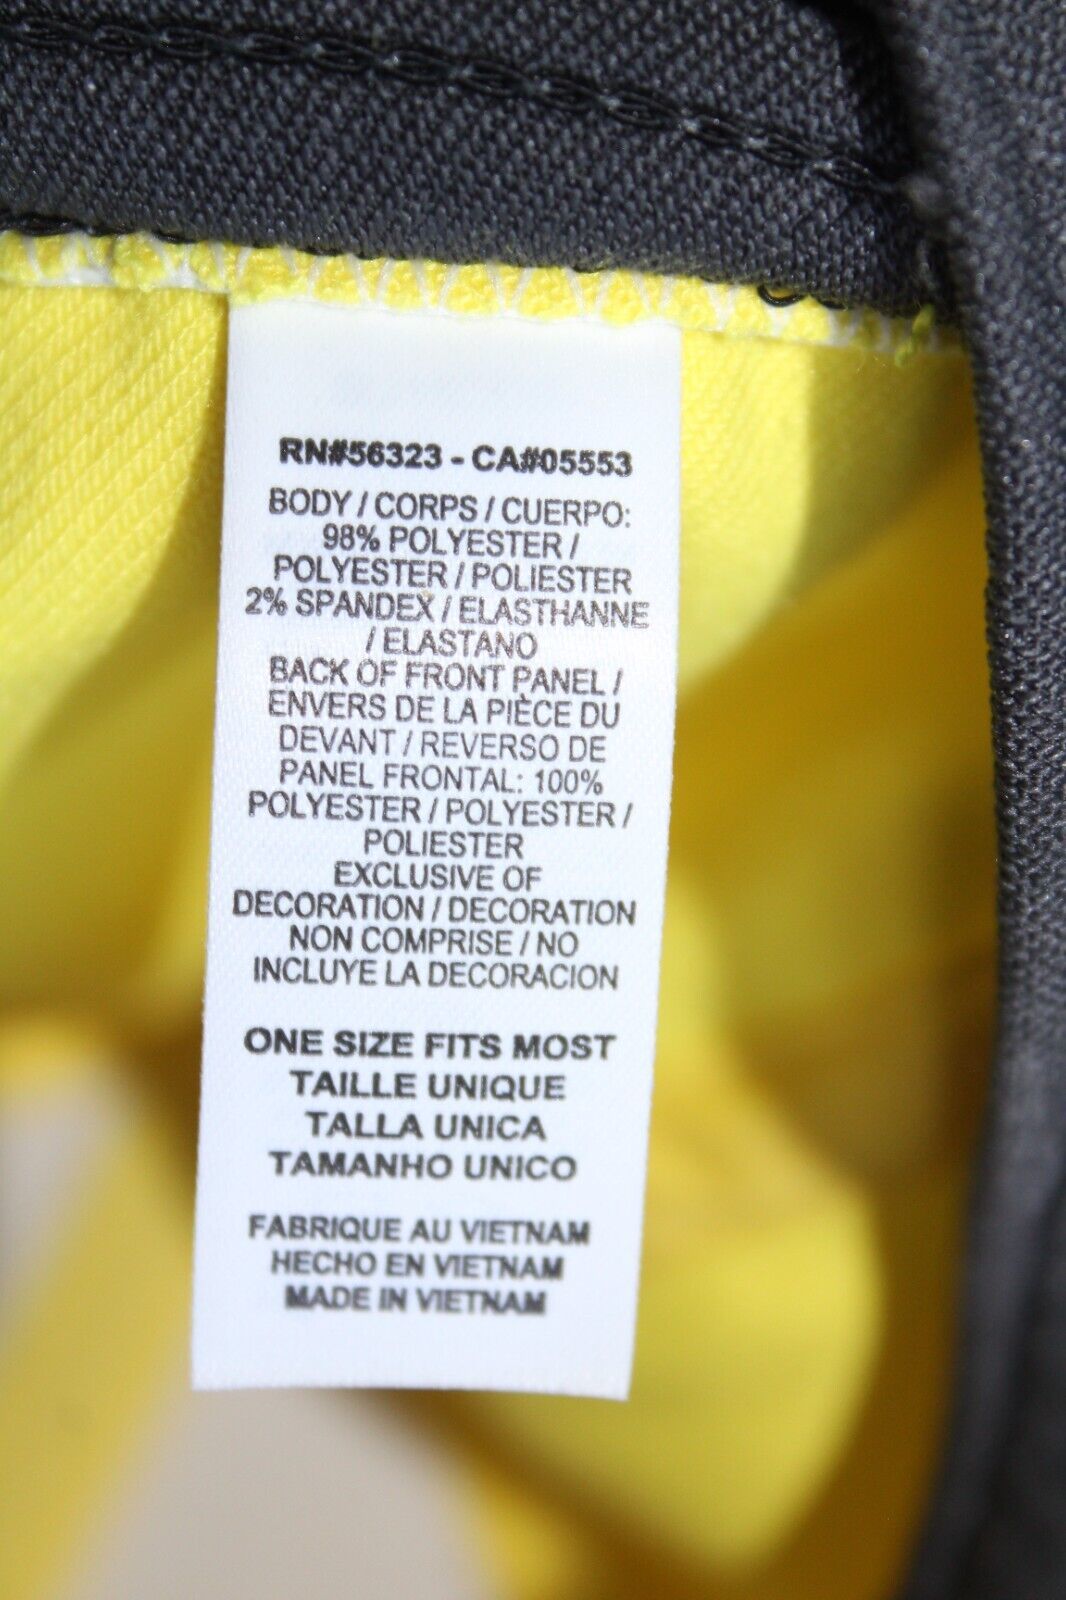 RN#56323 - CA#05553
BODY / CORPS / CUERPO:
98% POLYESTER /
POLYESTER / POLIESTER
2% SPANDEX / ELASTHANNE
/ ELASTANO
BACK OF FRONT PANEL /
ENVERS DE LA PIÈCE DU
DEVANT / REVERSO DE
PANEL FRONTAL: 100%
POLYESTER / POLYESTER /
POLIESTER
EXCLUSIVE OF
DECORATION / DECORATION
NON COMPRISE / NO
INCLUYE LA DECORACION
ONE SIZE FITS MOST
TAILLE UNIQUE
TALLA UNICA
TAMANHO UNICO
FABRIQUE AU VIETNAM
HECHO EN VIETNAM
MADE IN VIETNAM